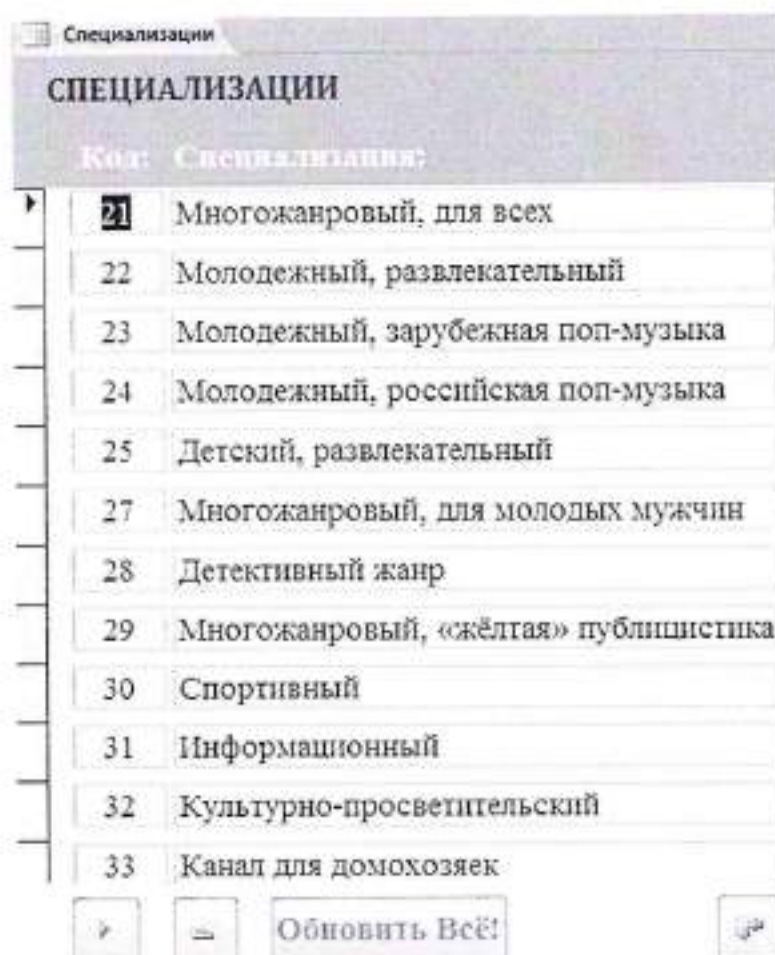 Специализации
СПЕЦИАЛИЗАЦИИ
Код: Специализация:
21 Многожанровый, для всех
22 Молодежный, развлекательный
23 Молодежный, зарубежная поп-музыка
24 Молодежный, российская поп-музыка
25 Детский, развлекательный
27 Многожанровый, для молодых мужчин
28 Детективный жанр
29 Многожанровый, «жёлтая» публицистика
30 Спортивный
31 Информационный
32 Культурно-просветительский
33 Канал для домохозяек
Обновить Всё!